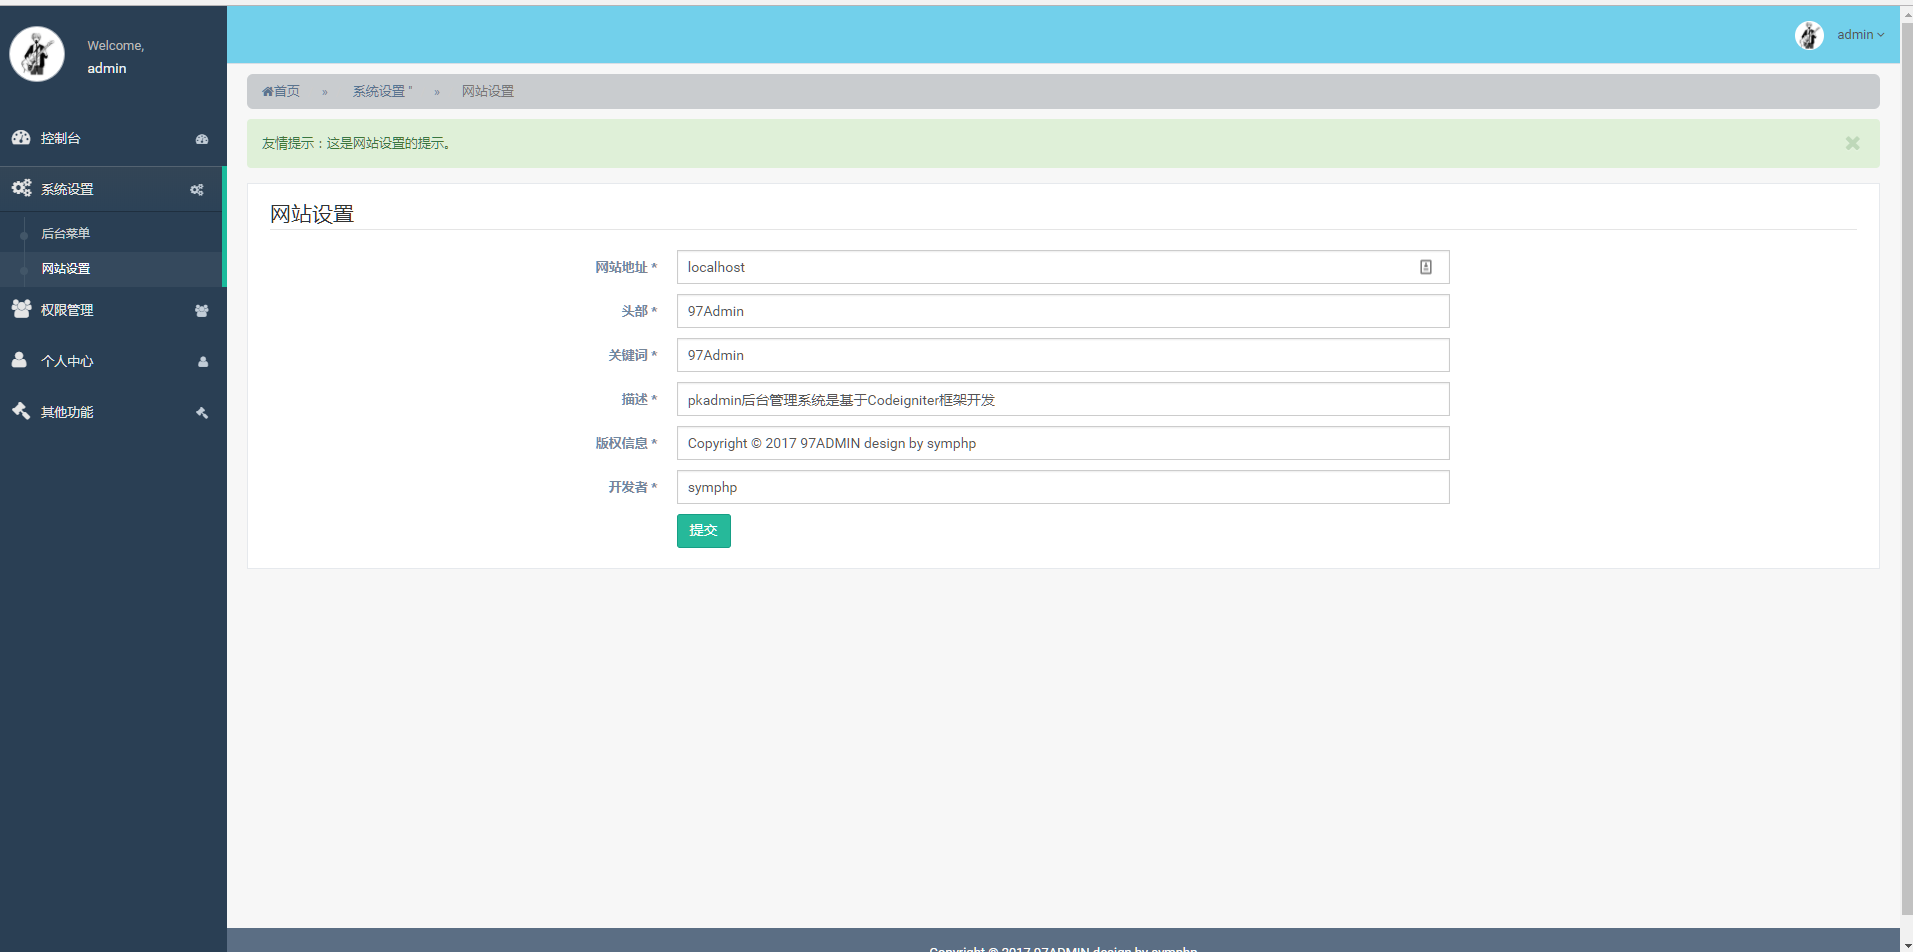 Welcome,
admin
admin
控制台
系统设置
后台菜单
网站设置
权限管理
个人中心
其他功能
首页 » 系统设置" » 网站设置
友情提示：这是网站设置的提示。
网站设置
网站地址 * localhost
头部 * 97Admin
关键词 * 97Admin
描述 * pkadmin后台管理系统是基于Codeigniter框架开发
版权信息 * Copyright © 2017 97ADMIN design by symphp
开发者 * symphp
提交
Copyright © 2017 97ADMIN design by symphp